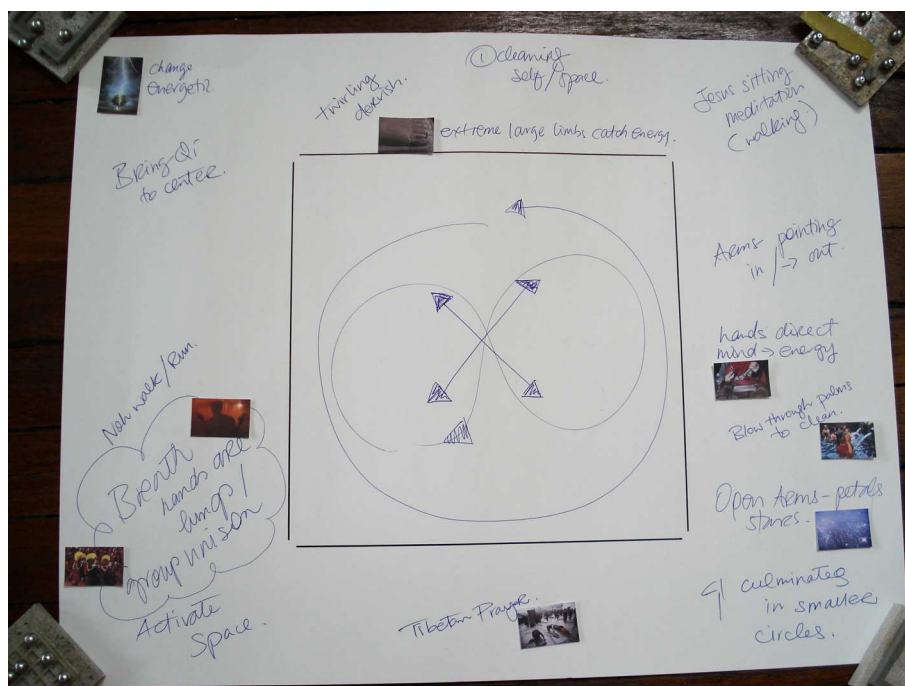 ① cleaning
self/space.
change
Energetic
twirling
dervish.
extreme large limbs catch energy.
Jesus sitting
meditation
(walking.)
Bring Qi
to center.
Arms pointing
in / → out.
hands direct
mind → energy
Blow through palms
to clean.
Open Arms - petals
stares.
culminates
in smaller
circles.
Noh walk/Run.
Breath
hands are
lungs /
group unison
Activate
Space.
Tibetan Prayer.